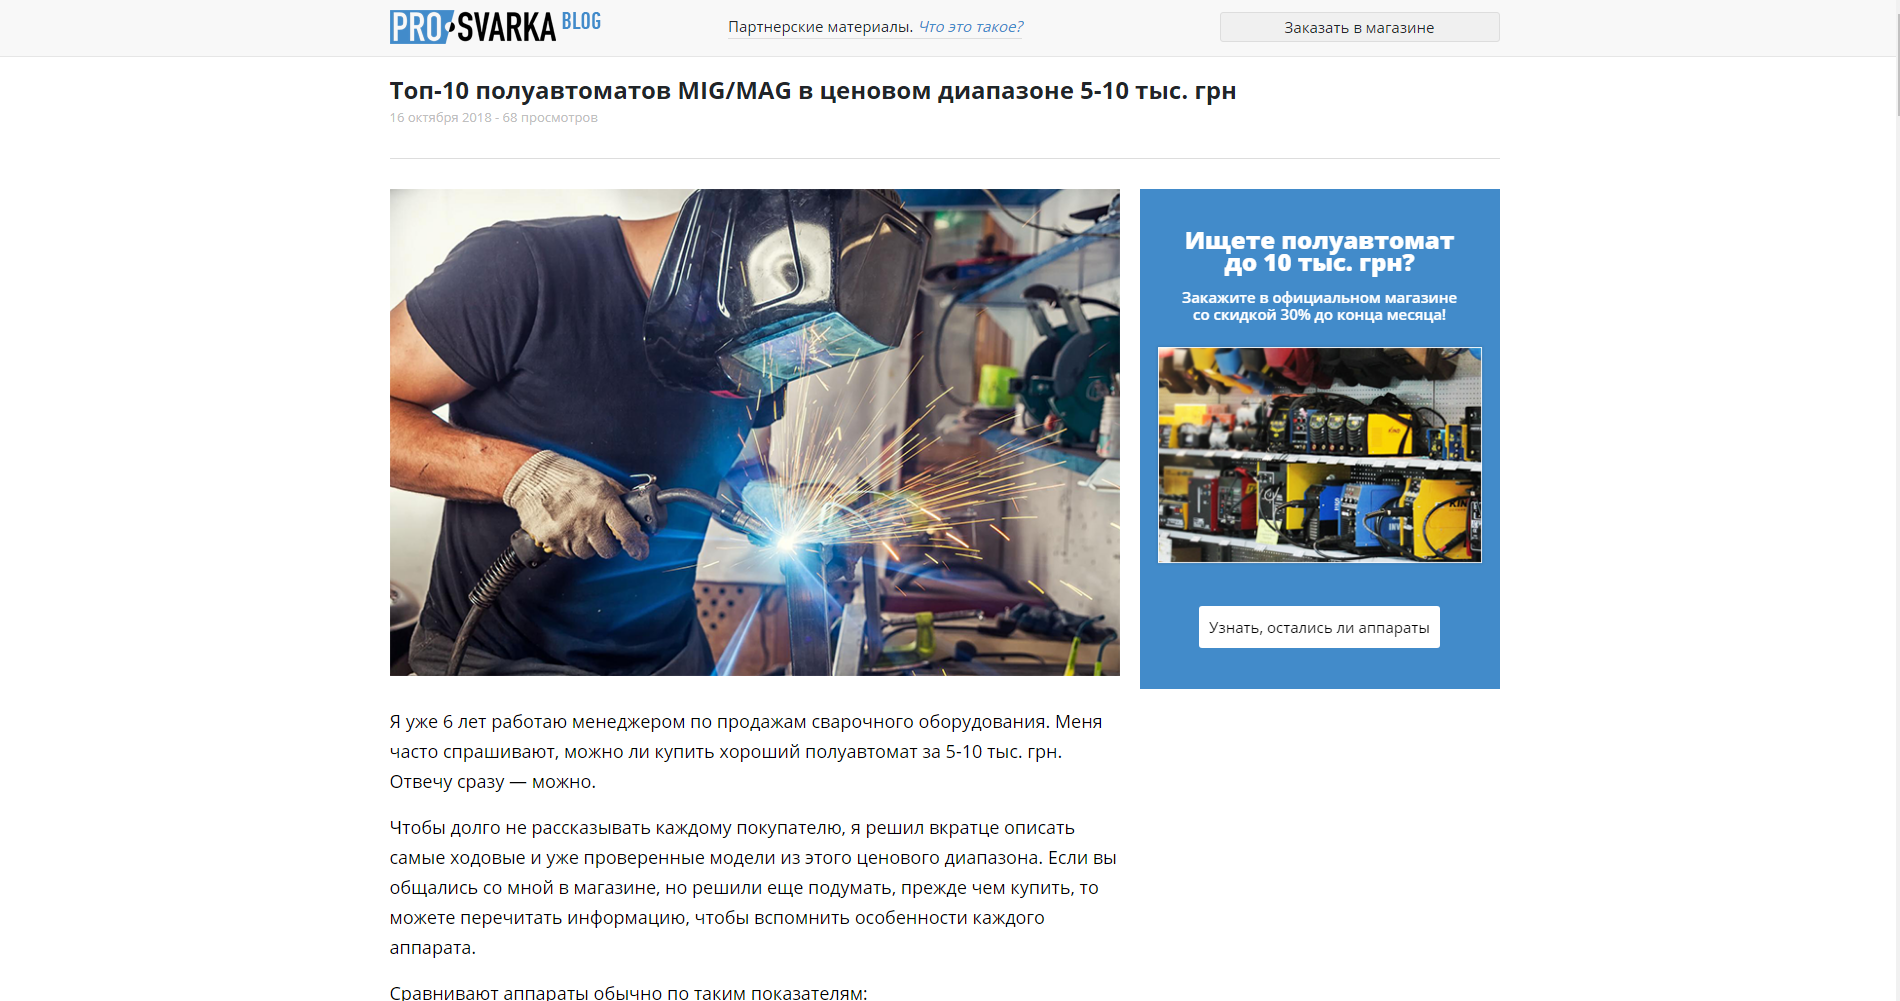 PRO SVARKA BLOG
Партнерские материалы. Что это такое?
Заказать в магазине
Топ-10 полуавтоматов MIG/MAG в ценовом диапазоне 5-10 тыс. грн
16 октября 2018 - 68 просмотров
Ищете полуавтомат
до 10 тыс. грн?
Закажите в официальном магазине
со скидкой 30% до конца месяца!
Узнать, остались ли аппараты
Я уже 6 лет работаю менеджером по продажам сварочного оборудования. Меня
часто спрашивают, можно ли купить хороший полуавтомат за 5-10 тыс. грн.
Отвечу сразу — можно.
Чтобы долго не рассказывать каждому покупателю, я решил вкратце описать
самые ходовые и уже проверенные модели из этого ценового диапазона. Если вы
общались со мной в магазине, но решили еще подумать, прежде чем купить, то
можете перечитать информацию, чтобы вспомнить особенности каждого
аппарата.
Сравнивают аппараты обычно по таким показателям: